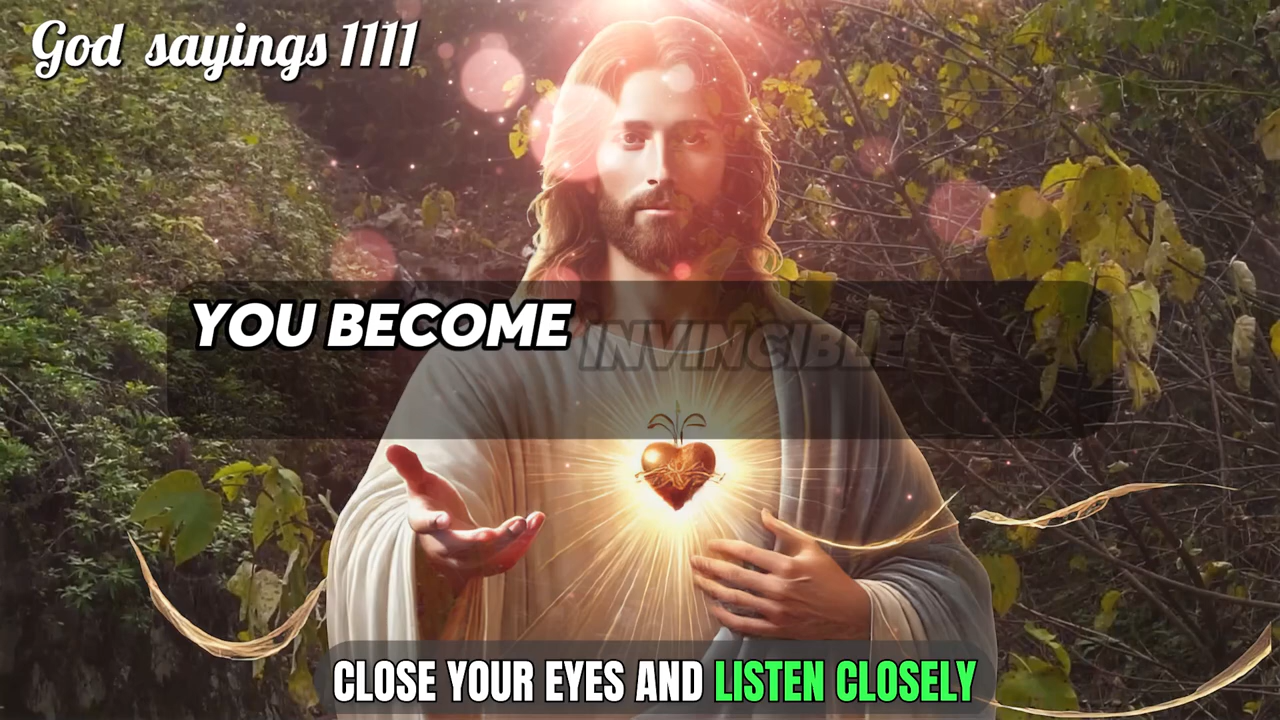 God sayings 1111
YOU BECOME INVINCIBLE
CLOSE YOUR EYES AND LISTEN CLOSELY